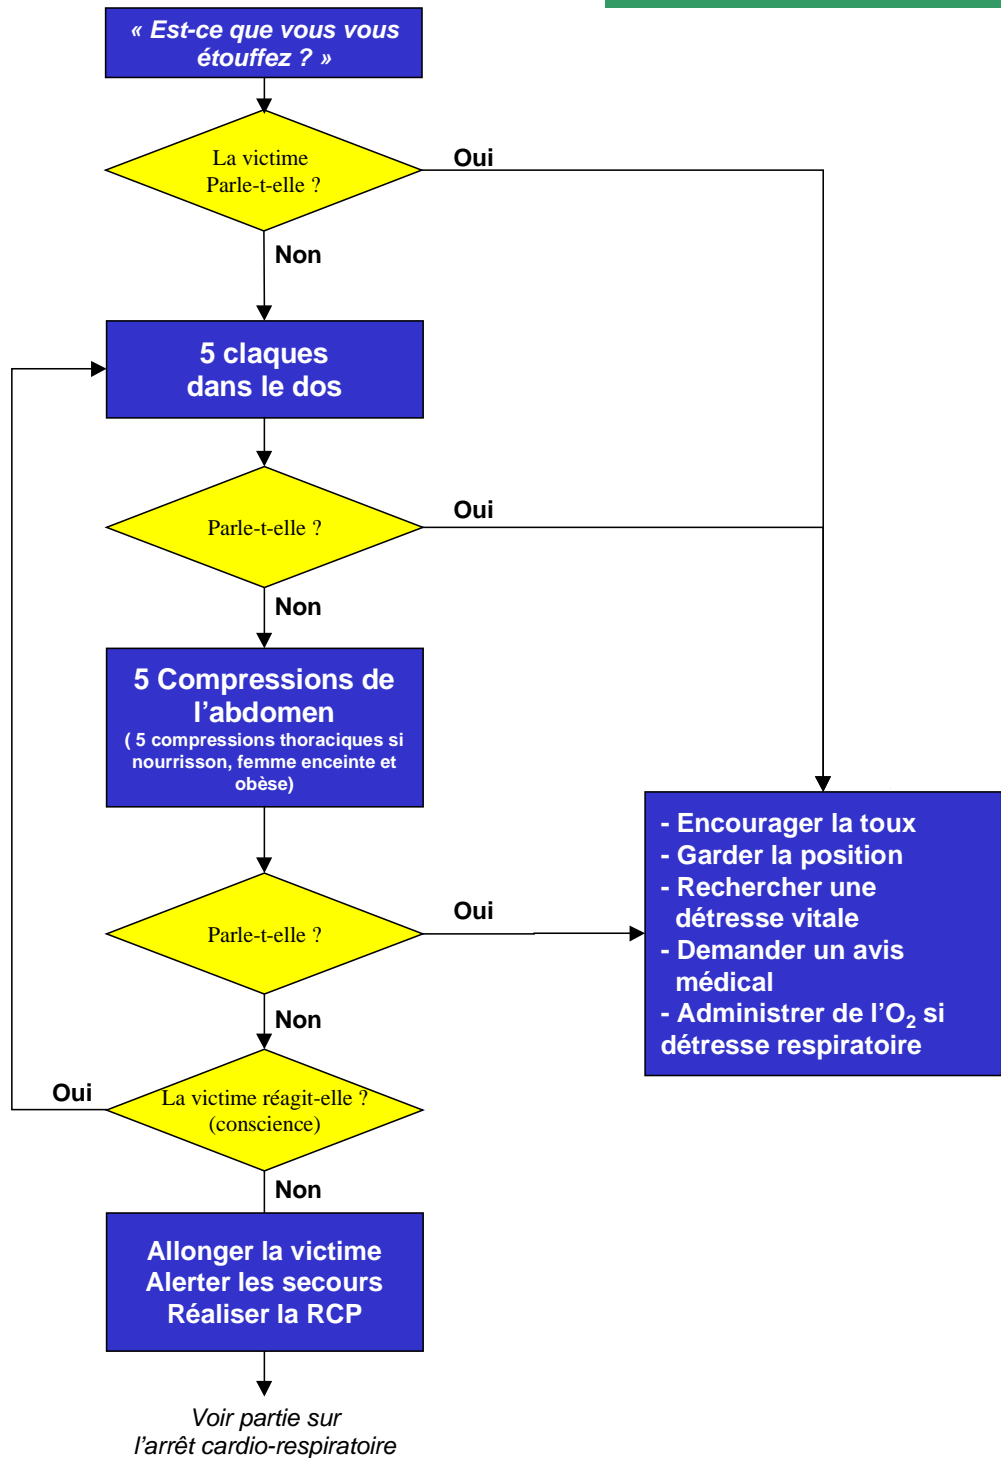 « Est-ce que vous vous
étouffez ? »
La victime
Parle-t-elle ?
Oui
Non
5 claques
dans le dos
Parle-t-elle ?
Oui
Non
5 Compressions de
l’abdomen
( 5 compressions thoraciques si
nourrisson, femme enceinte et
obèse)
Parle-t-elle ?
Oui
- Encourager la toux
- Garder la position
- Rechercher une
détresse vitale
- Demander un avis
médical
- Administrer de l’O₂ si
détresse respiratoire
Non
La victime réagit-elle ?
(conscience)
Oui
Non
Allonger la victime
Alerter les secours
Réaliser la RCP
Voir partie sur
l’arrêt cardio-respiratoire